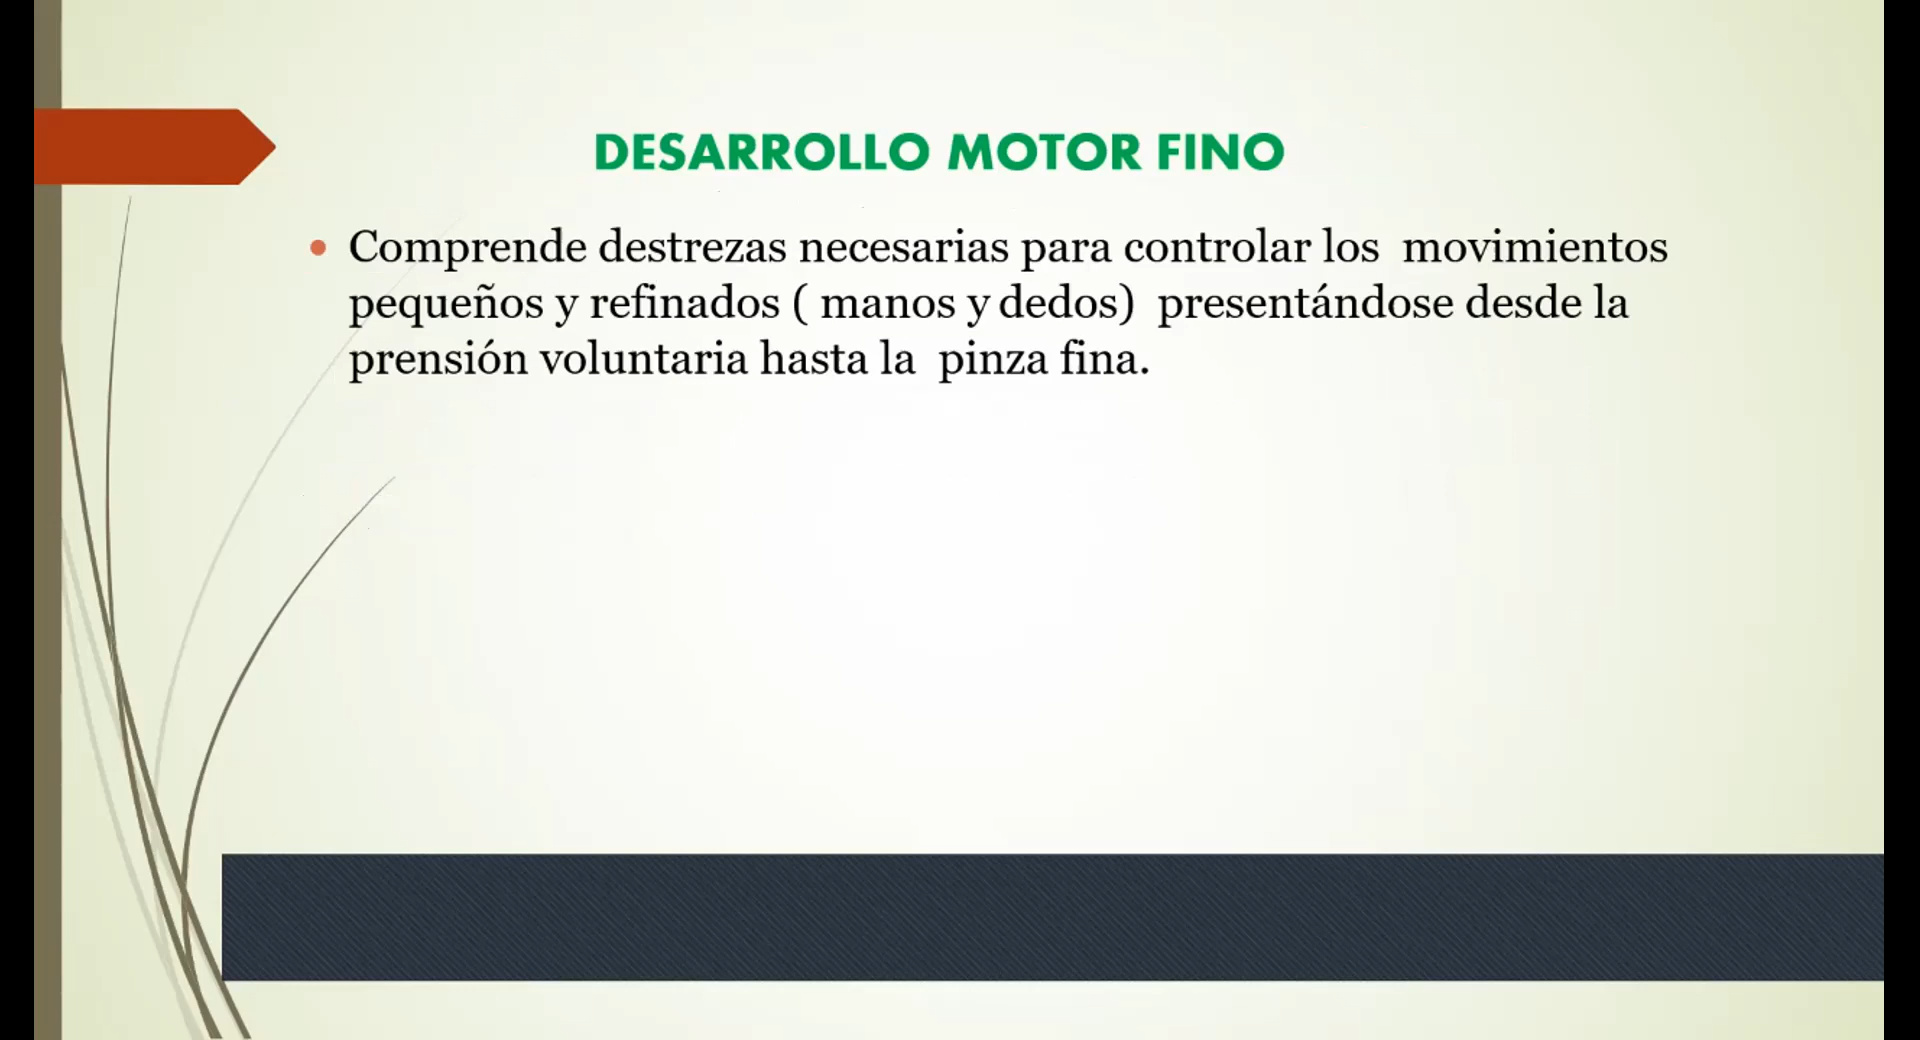 DESARROLLO MOTOR FINO
• Comprende destrezas necesarias para controlar los movimientos
pequeños y refinados ( manos y dedos) presentándose desde la
prensión voluntaria hasta la pinza fina.